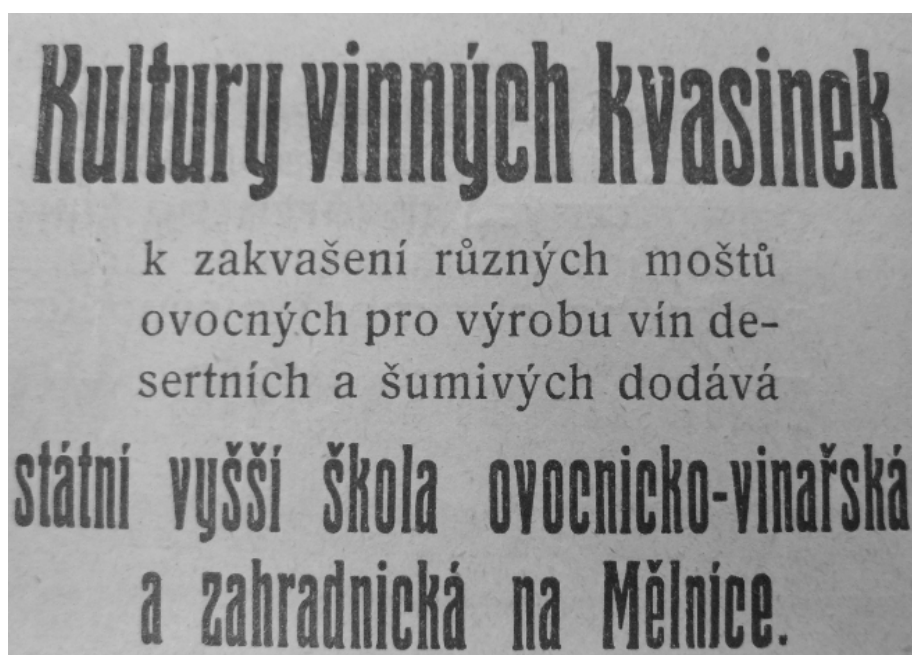 Kultury vinných kvasinek
k zakvašení různých moštů
ovocných pro výrobu vín de-
sertních a šumivých dodává
státní vyšší škola ovocnicko-vinařská
a zahradnická na Mělníce.